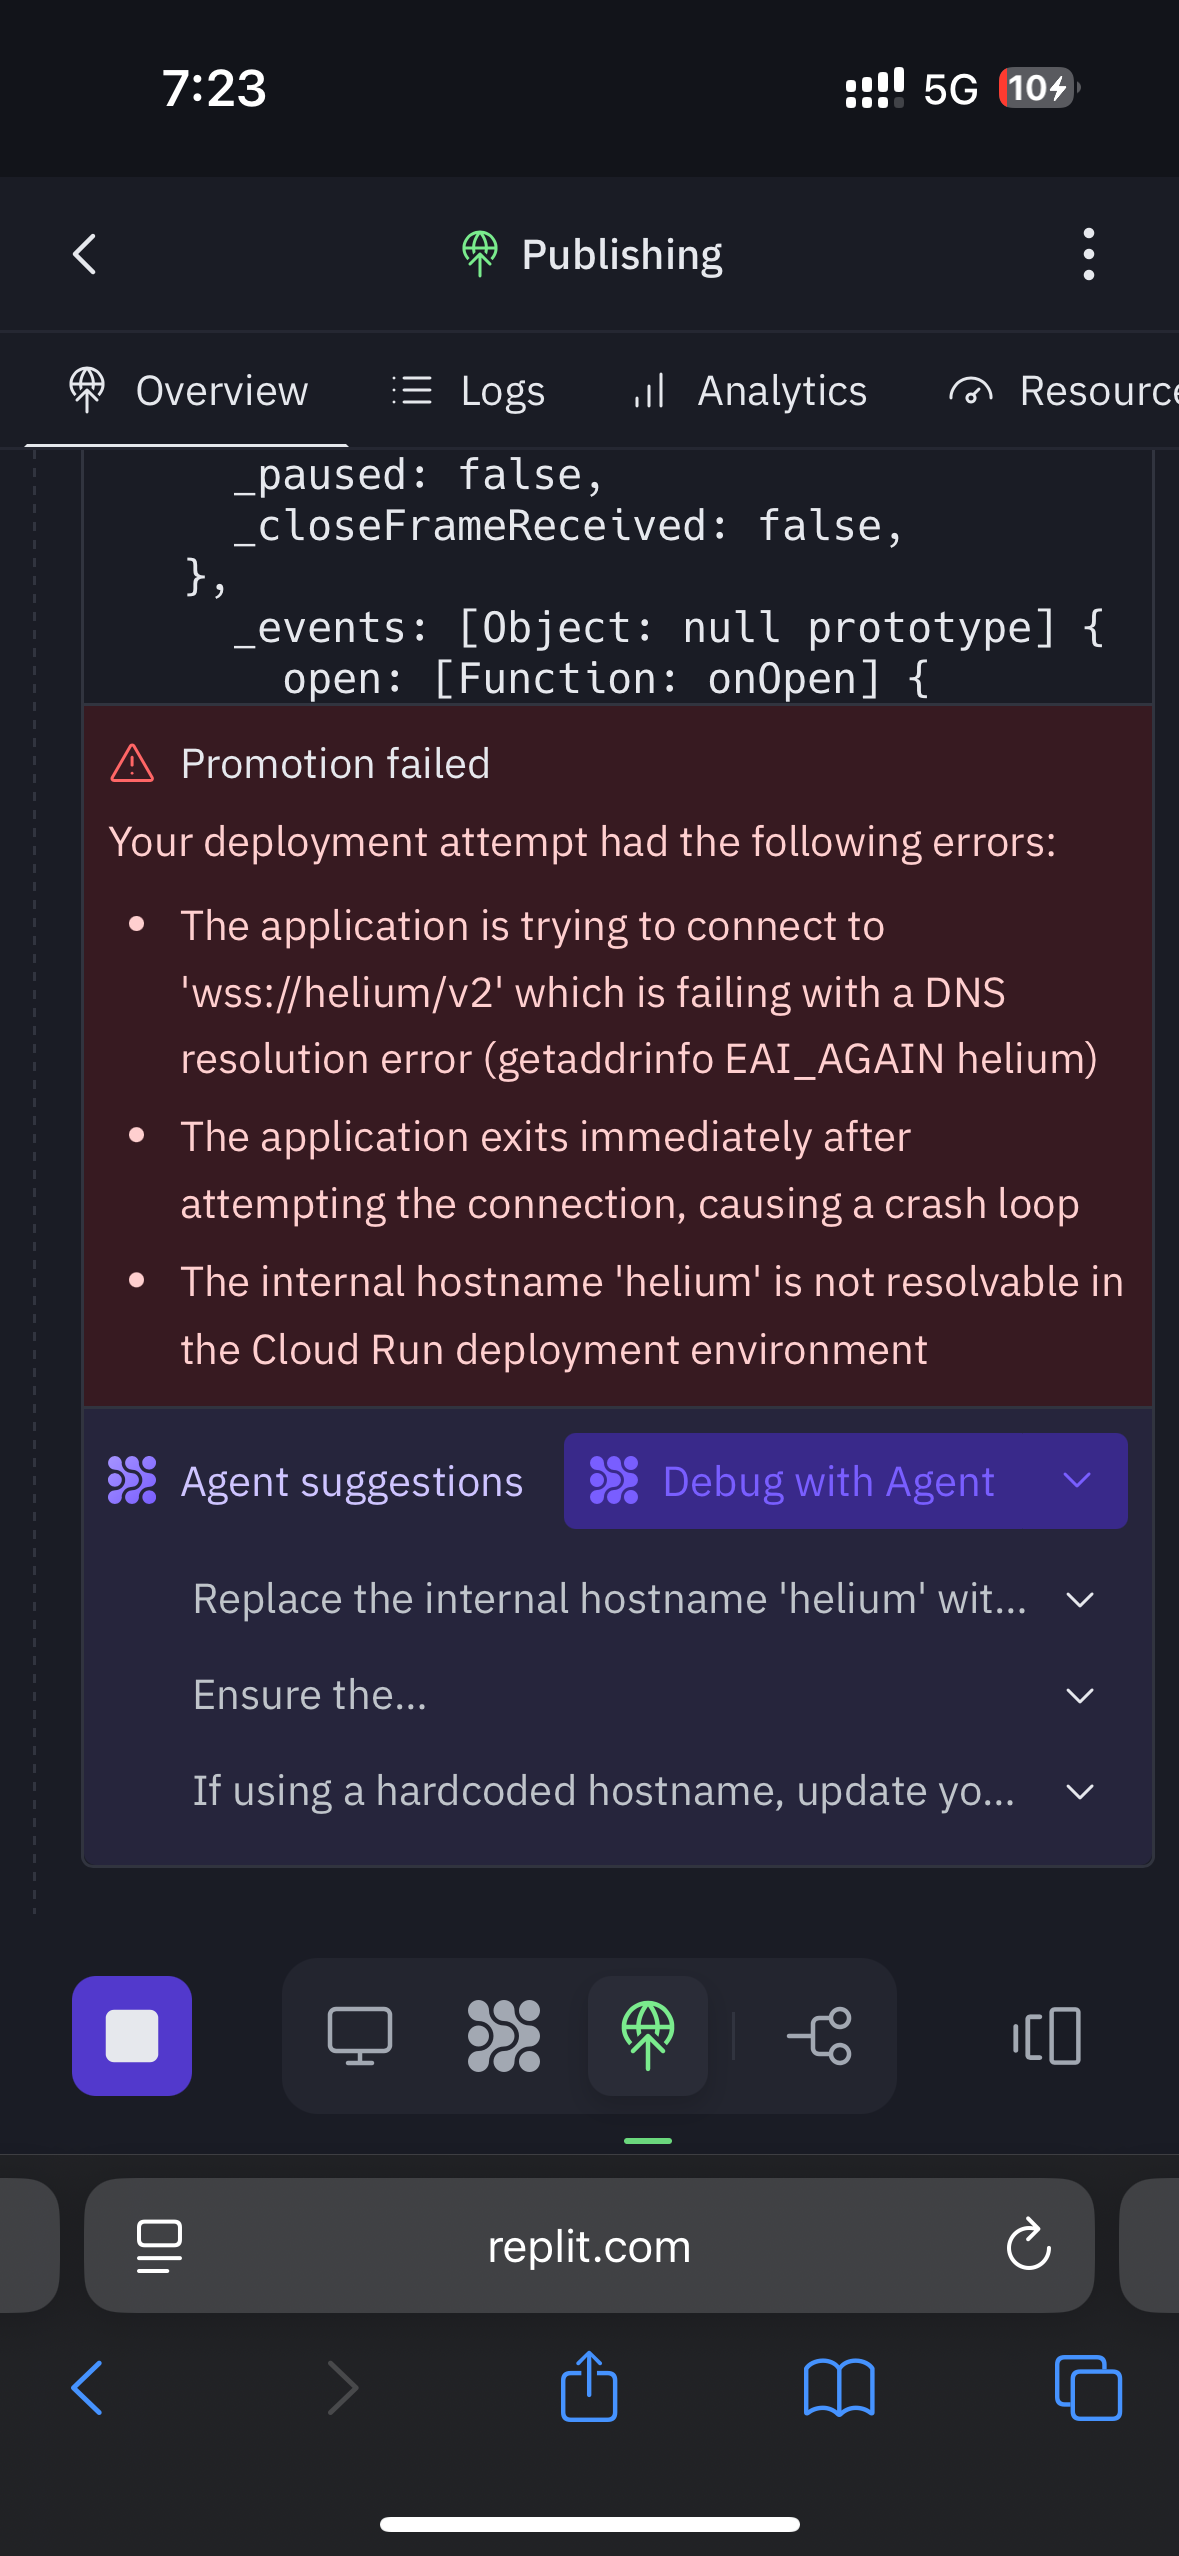 7:23
5G
10
Publishing
Overview
Logs
Analytics
_paused: false,
_closeFrameReceived: false,
},
_events: [Object: null prototype] {
open: [Function: onOpen] {
Promotion failed
Your deployment attempt had the following errors:
• The application is trying to connect to
'wss://helium/v2' which is failing with a DNS
resolution error (getaddrinfo EAI_AGAIN helium)
• The application exits immediately after
attempting the connection, causing a crash loop
• The internal hostname 'helium' is not resolvable in
the Cloud Run deployment environment
Agent suggestions
Debug with Agent
Replace the internal hostname 'helium' wit...
Ensure the...
If using a hardcoded hostname, update yo...
replit.com